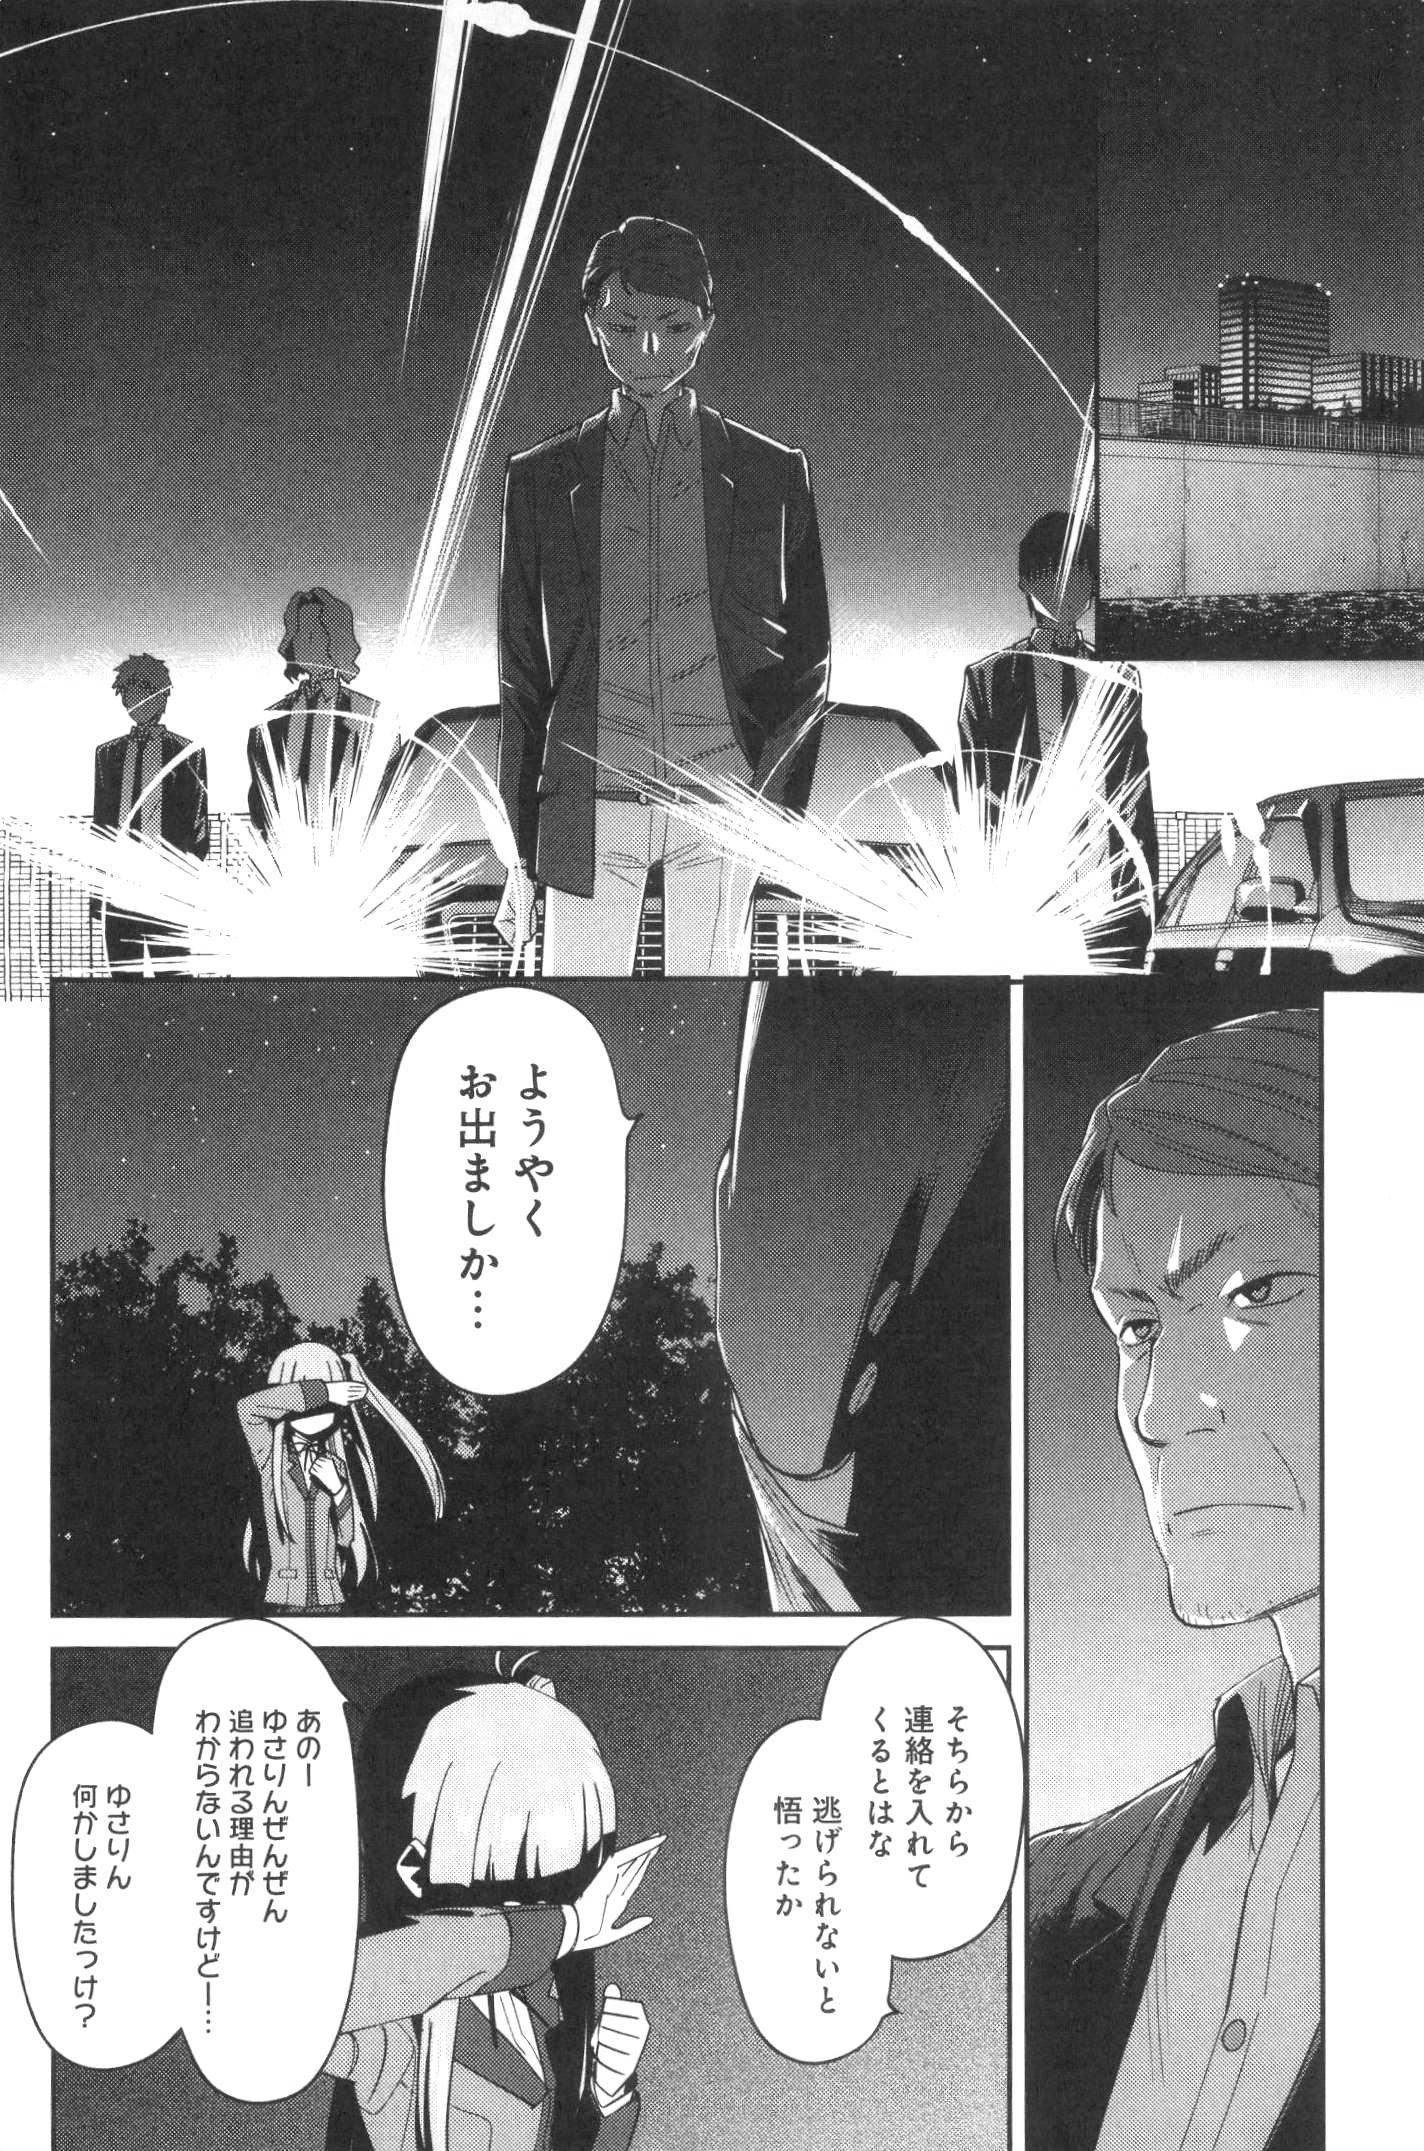 ようやく
お出ましか…
そちらから
連絡を入れて
くるとはな
逃げられないと
悟ったか
あのー
ゆさりんぜんぜん
追われる理由が
わからないんですけどー…
ゆさりん
何かしましたっけ？